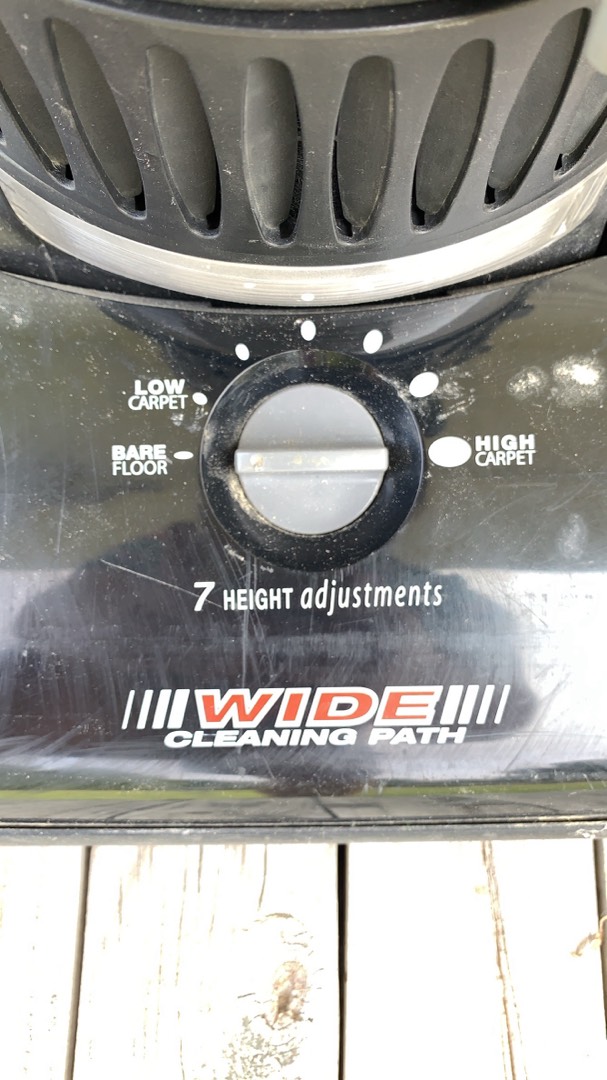 LOW
CARPET
BARE
FLOOR
HIGH
CARPET
7 HEIGHT adjustments
WIDE
CLEANING PATH